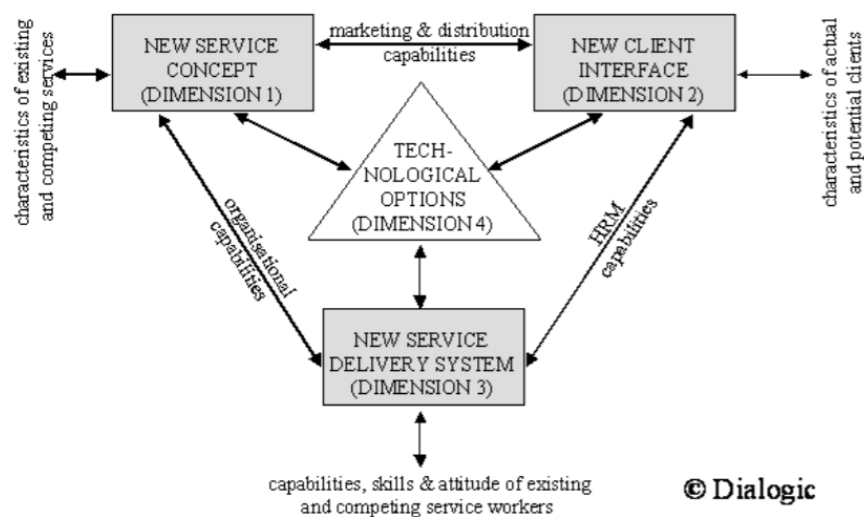 marketing & distribution
capabilities
NEW SERVICE
CONCEPT
(DIMENSION 1)
NEW CLIENT
INTERFACE
(DIMENSION 2)
characteristics of existing
and competing services
characteristics of actual
and potential clients
TECH-
NOLOGICAL
OPTIONS
(DIMENSION 4)
organisational
capabilities
HRM
capabilities
NEW SERVICE
DELIVERY SYSTEM
(DIMENSION 3)
capabilities, skills & attitude of existing
and competing service workers
© Dialogic